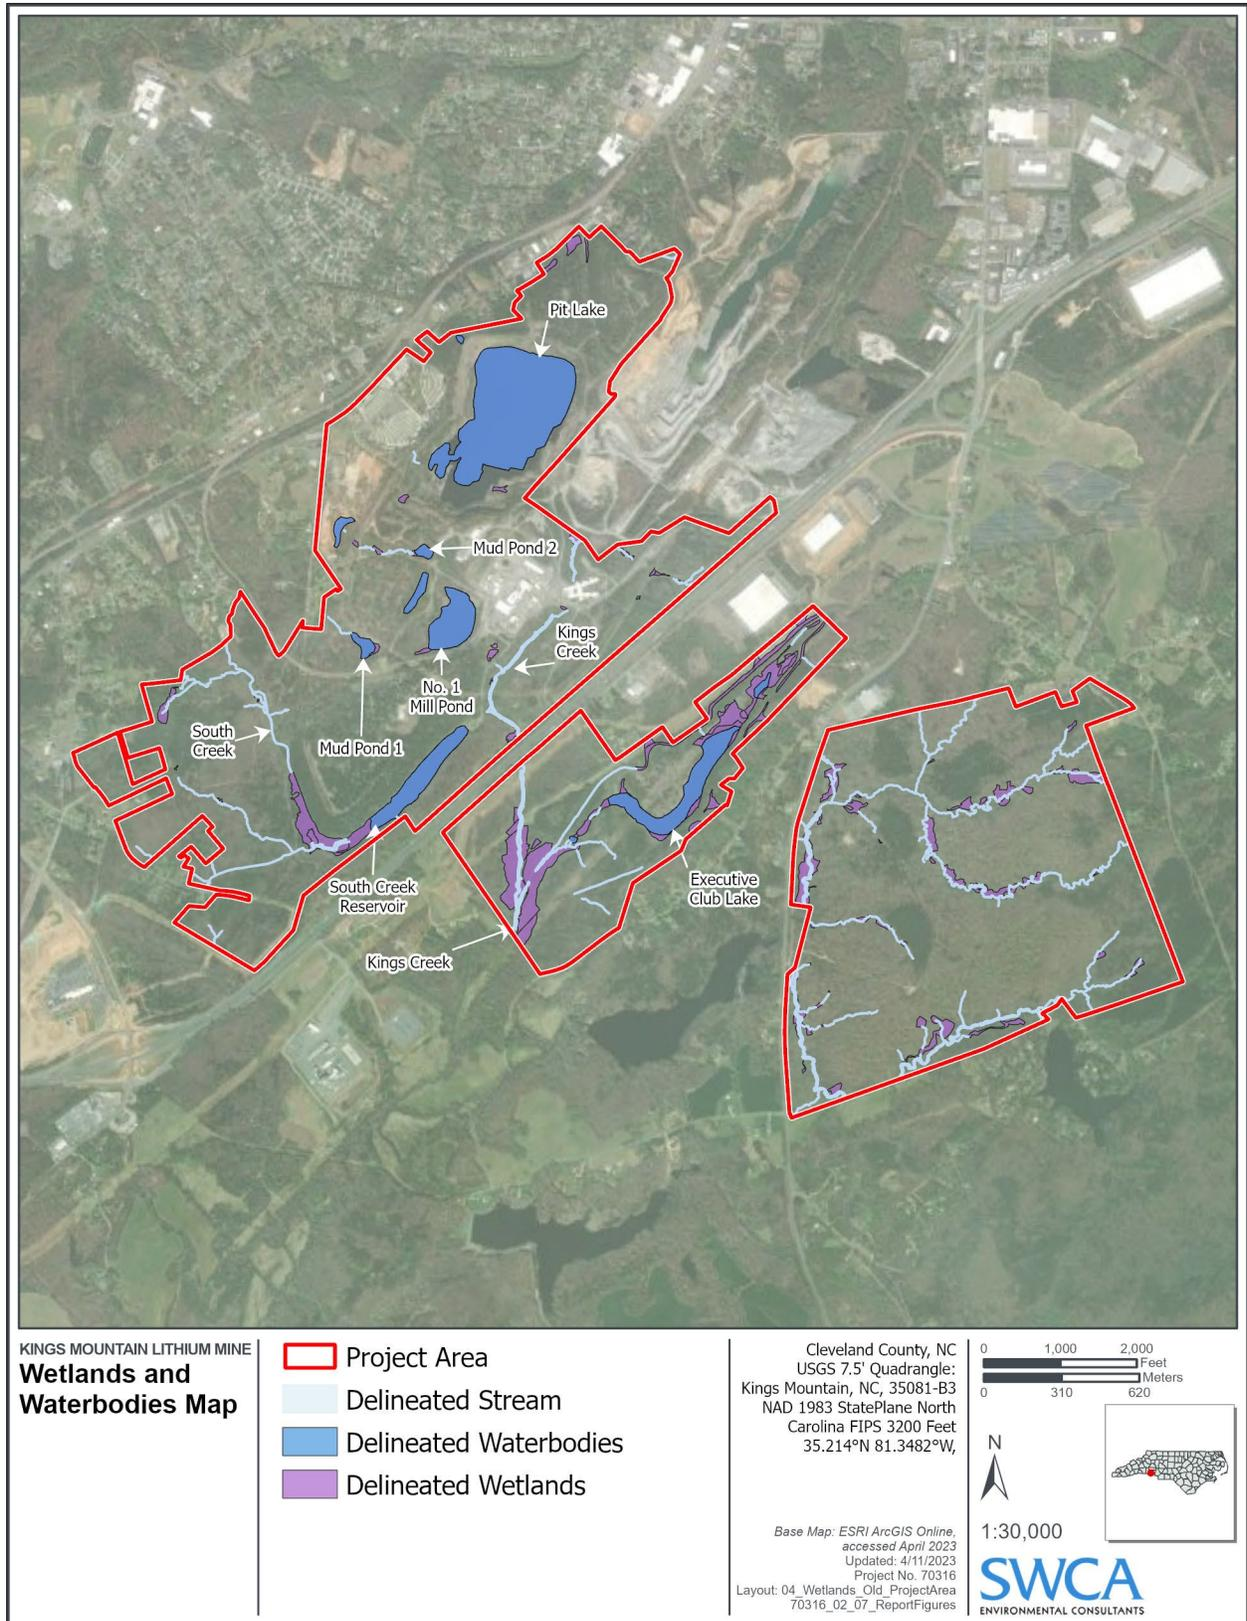 Pit Lake
Mud Pond 2
Kings
Creek
No. 1
Mill Pond
South
Creek
Mud Pond 1
South Creek
Reservoir
Executive
Club Lake
Kings Creek
KINGS MOUNTAIN LITHIUM MINE
Wetlands and
Waterbodies Map
Project Area
Delineated Stream
Delineated Waterbodies
Delineated Wetlands
Cleveland County, NC
USGS 7.5' Quadrangle:
Kings Mountain, NC, 35081-B3
NAD 1983 StatePlane North
Carolina FIPS 3200 Feet
35.214°N 81.3482°W,
Base Map: ESRI ArcGIS Online,
accessed April 2023
Updated: 4/11/2023
Project No. 70316
Layout: 04_Wetlands_Old_ProjectArea
70316_02_07_ReportFigures
0 1,000 2,000
Feet
Meters
0 310 620
N
1:30,000
SWCA
ENVIRONMENTAL CONSULTANTS